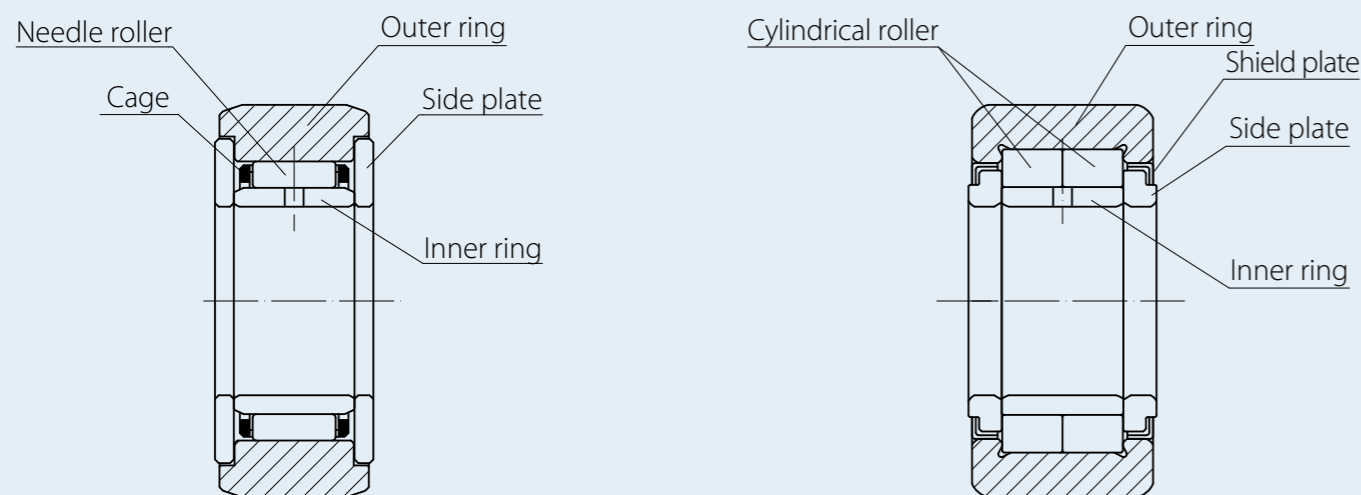 Needle roller
Outer ring
Cage
Side plate
Inner ring
Cylindrical roller
Outer ring
Shield plate
Side plate
Inner ring